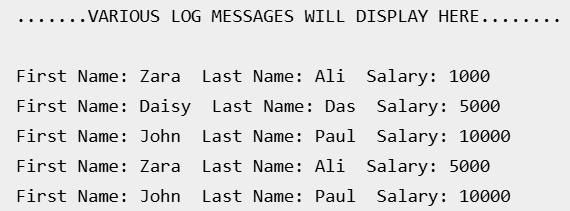 .......VARIOUS LOG MESSAGES WILL DISPLAY HERE........
First Name: Zara  Last Name: Ali  Salary: 1000
First Name: Daisy  Last Name: Das  Salary: 5000
First Name: John  Last Name: Paul  Salary: 10000
First Name: Zara  Last Name: Ali  Salary: 5000
First Name: John  Last Name: Paul  Salary: 10000